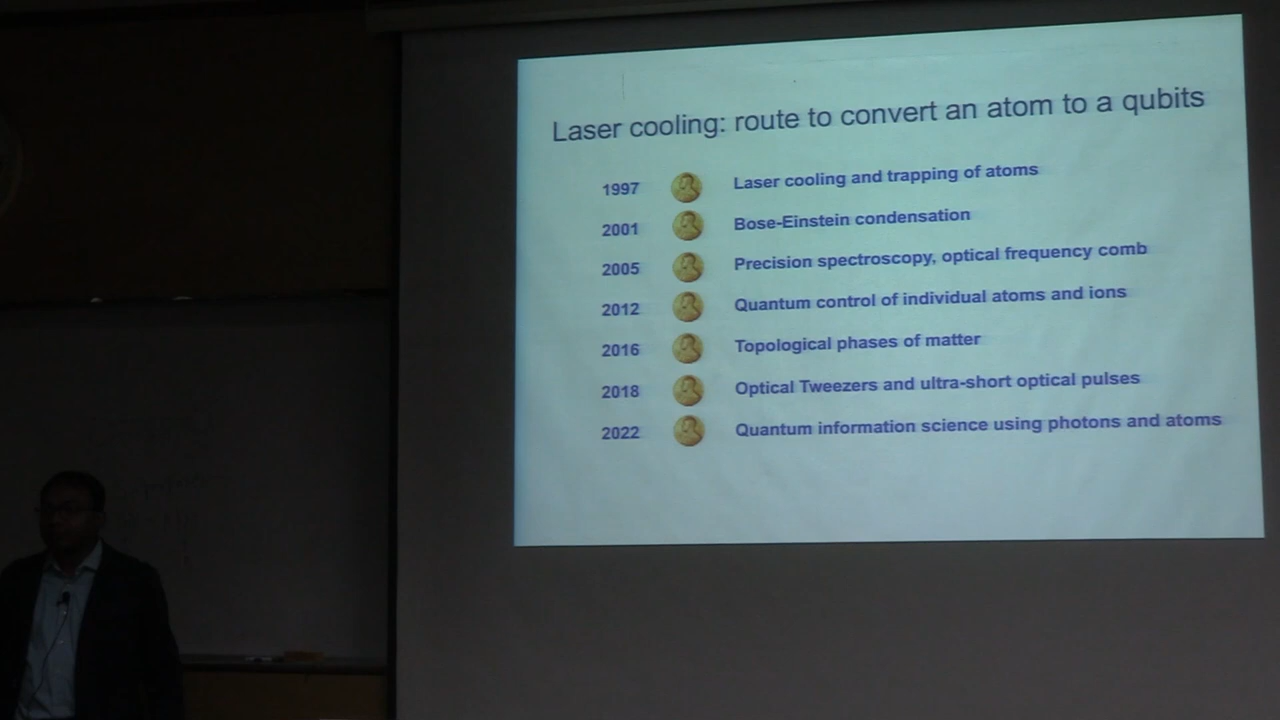 Laser cooling: route to convert an atom to a qubits
1997 Laser cooling and trapping of atoms
2001 Bose-Einstein condensation
2005 Precision spectroscopy, optical frequency comb
2012 Quantum control of individual atoms and ions
2016 Topological phases of matter
2018 Optical Tweezers and ultra-short optical pulses
2022 Quantum information science using photons and atoms